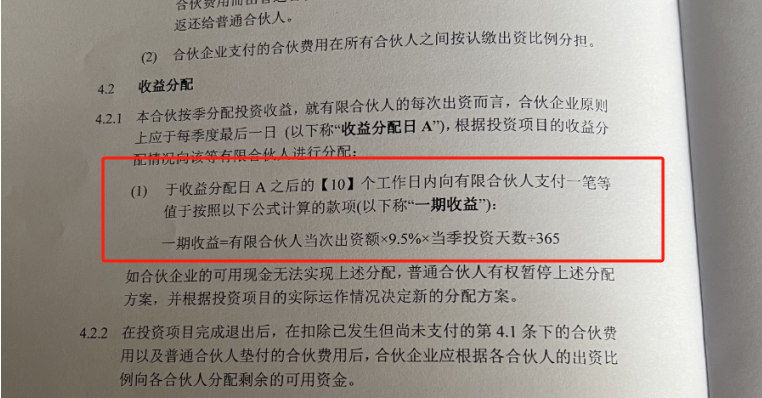 合伙费用而由普通合
返还给普通合伙人。
(2) 合伙企业支付的合伙费用在所有合伙人之间按认缴出资比例分担。
4.2 收益分配
4.2.1 本合伙按季分配投资收益，就有限合伙人的每次出资而言，合伙企业原则
上应于每季度最后一日 (以下称“收益分配日 A”)，根据投资项目的收益分
配情况向该等有限合伙人进行分配：
(1) 于收益分配日 A 之后的【10】个工作日内向有限合伙人支付一笔等
值于按照以下公式计算的款项(以下称“一期收益”)：
一期收益=有限合伙人当次出资额×9.5%×当季投资天数÷365
如合伙企业的可用现金无法实现上述分配，普通合伙人有权暂停上述分配
方案，并根据投资项目的实际运作情况决定新的分配方案。
4.2.2 在投资项目完成退出后，在扣除已发生但尚未支付的第 4.1 条下的合伙费
用以及普通合伙人垫付的合伙费用后，合伙企业应根据各合伙人的出资比
例向各合伙人分配剩余的可用资金。